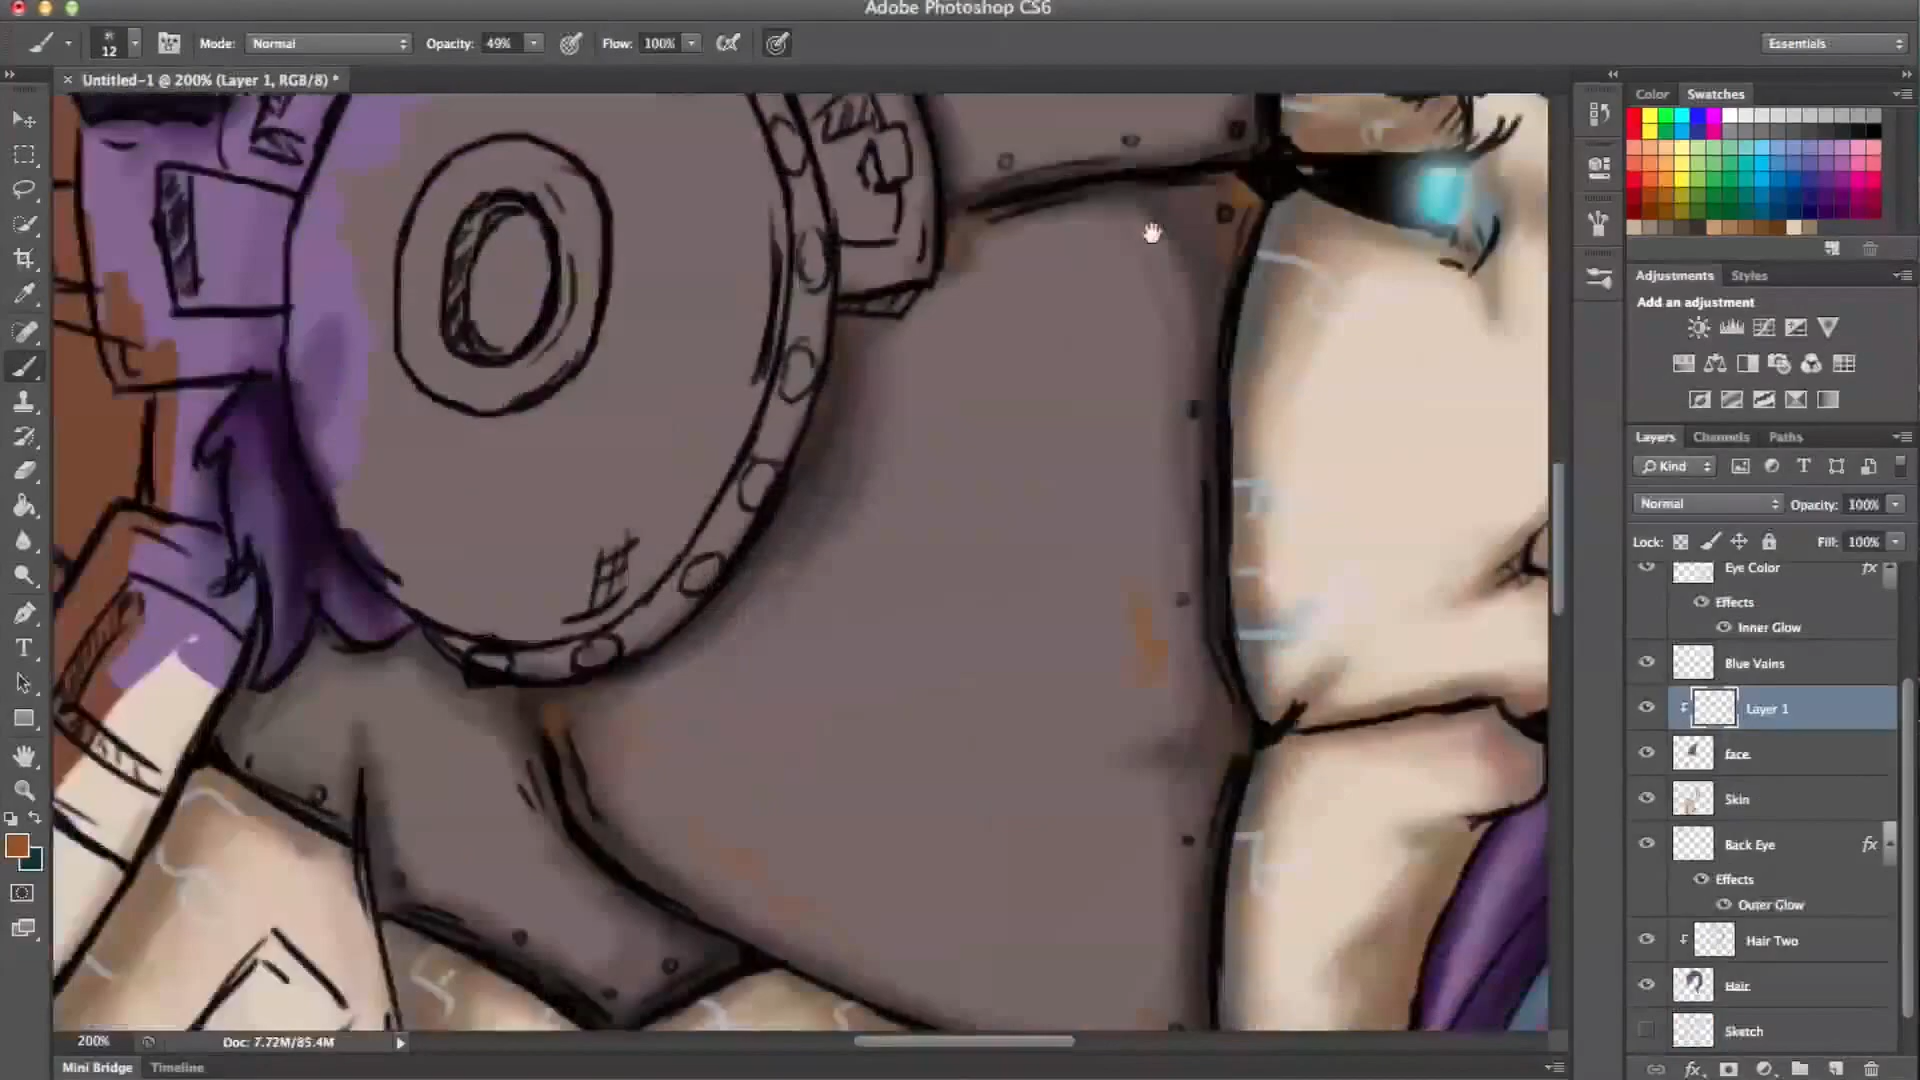 Adobe Photoshop CS6
12 Mode: Normal Opacity: 49% Flow: 100% Essentials
Untitled-1 @ 200% (Layer 1, RGB/8) *
Color Swatches
Adjustments Styles
Add an adjustment
Layers Channels Paths
Kind
Normal Opacity: 100%
Lock: Fill: 100%
Eye Color fx
Effects
Inner Glow
Blue Vains
Layer 1
face
Skin
Back Eye fx
Effects
Outer Glow
Hair Two
Hair
Sketch
200% Doc: 7.72M/85.4M
Mini Bridge Timeline